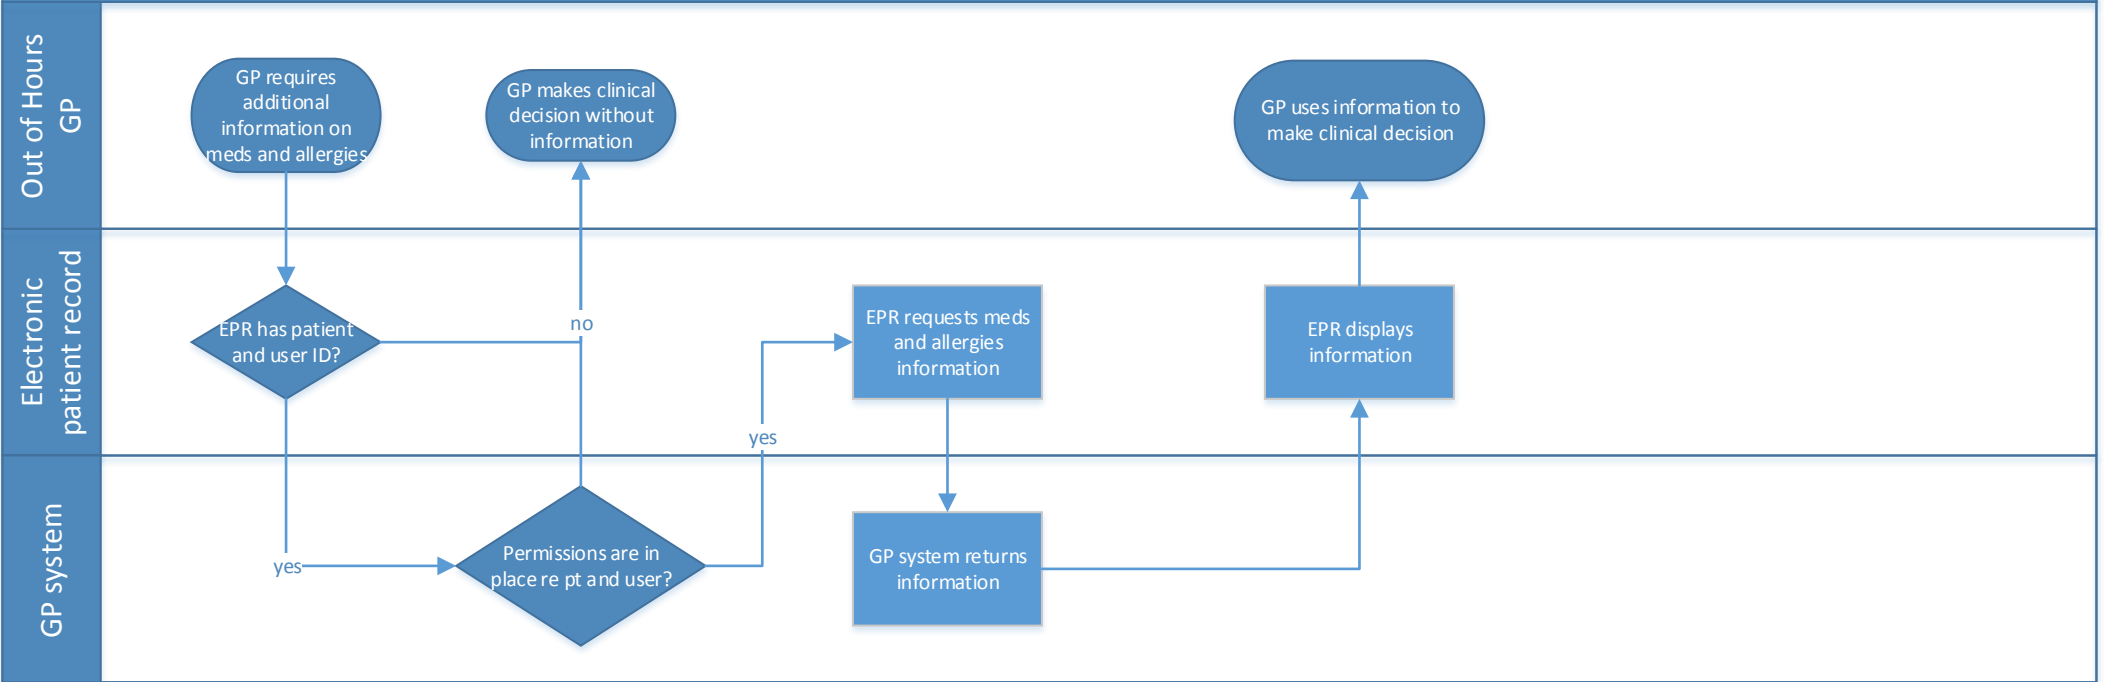 Out of Hours
GP
GP requires
additional
information on
meds and allergies
GP makes clinical
decision without
information
GP uses information to
make clinical decision
Electronic
patient record
EPR has patient
and user ID?
no
yes
EPR requests meds
and allergies
information
EPR displays
information
GP system
yes
Permissions are in
place re pt and user?
GP system returns
information